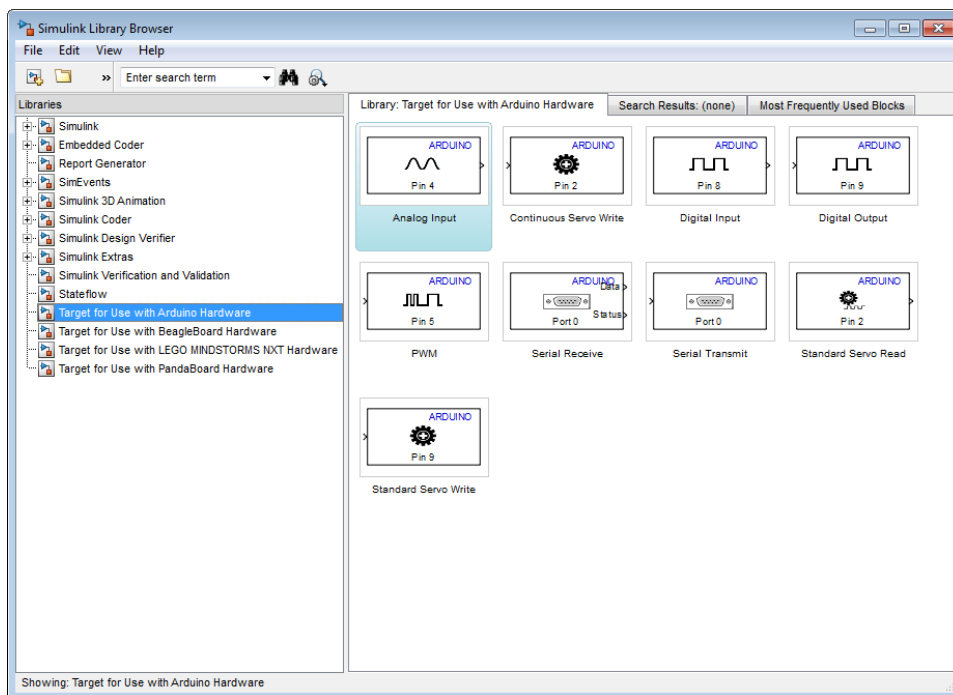 Simulink Library Browser
File Edit View Help
» Enter search term
Libraries
Simulink
Embedded Coder
Report Generator
SimEvents
Simulink 3D Animation
Simulink Coder
Simulink Design Verifier
Simulink Extras
Simulink Verification and Validation
Stateflow
Target for Use with Arduino Hardware
Target for Use with BeagleBoard Hardware
Target for Use with LEGO MINDSTORMS NXT Hardware
Target for Use with PandaBoard Hardware
Library: Target for Use with Arduino Hardware Search Results: (none) Most Frequently Used Blocks
ARDUINO ARDUINO ARDUINO ARDUINO
Pin 4 Pin 2 Pin 8 Pin 9
Analog Input Continuous Servo Write Digital Input Digital Output
ARDUINO ARDUINO ARDUINO ARDUINO
Data
Status
Pin 5 Port 0 Port 0 Pin 2
PWM Serial Receive Serial Transmit Standard Servo Read
ARDUINO
Pin 9
Standard Servo Write
Showing: Target for Use with Arduino Hardware